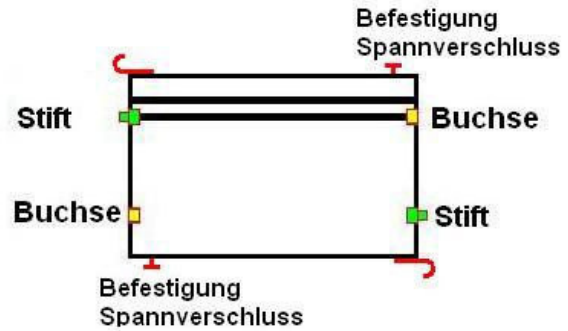 Befestigung
Spannverschluss
Stift
Buchse
Buchse
Stift
Befestigung
Spannverschluss